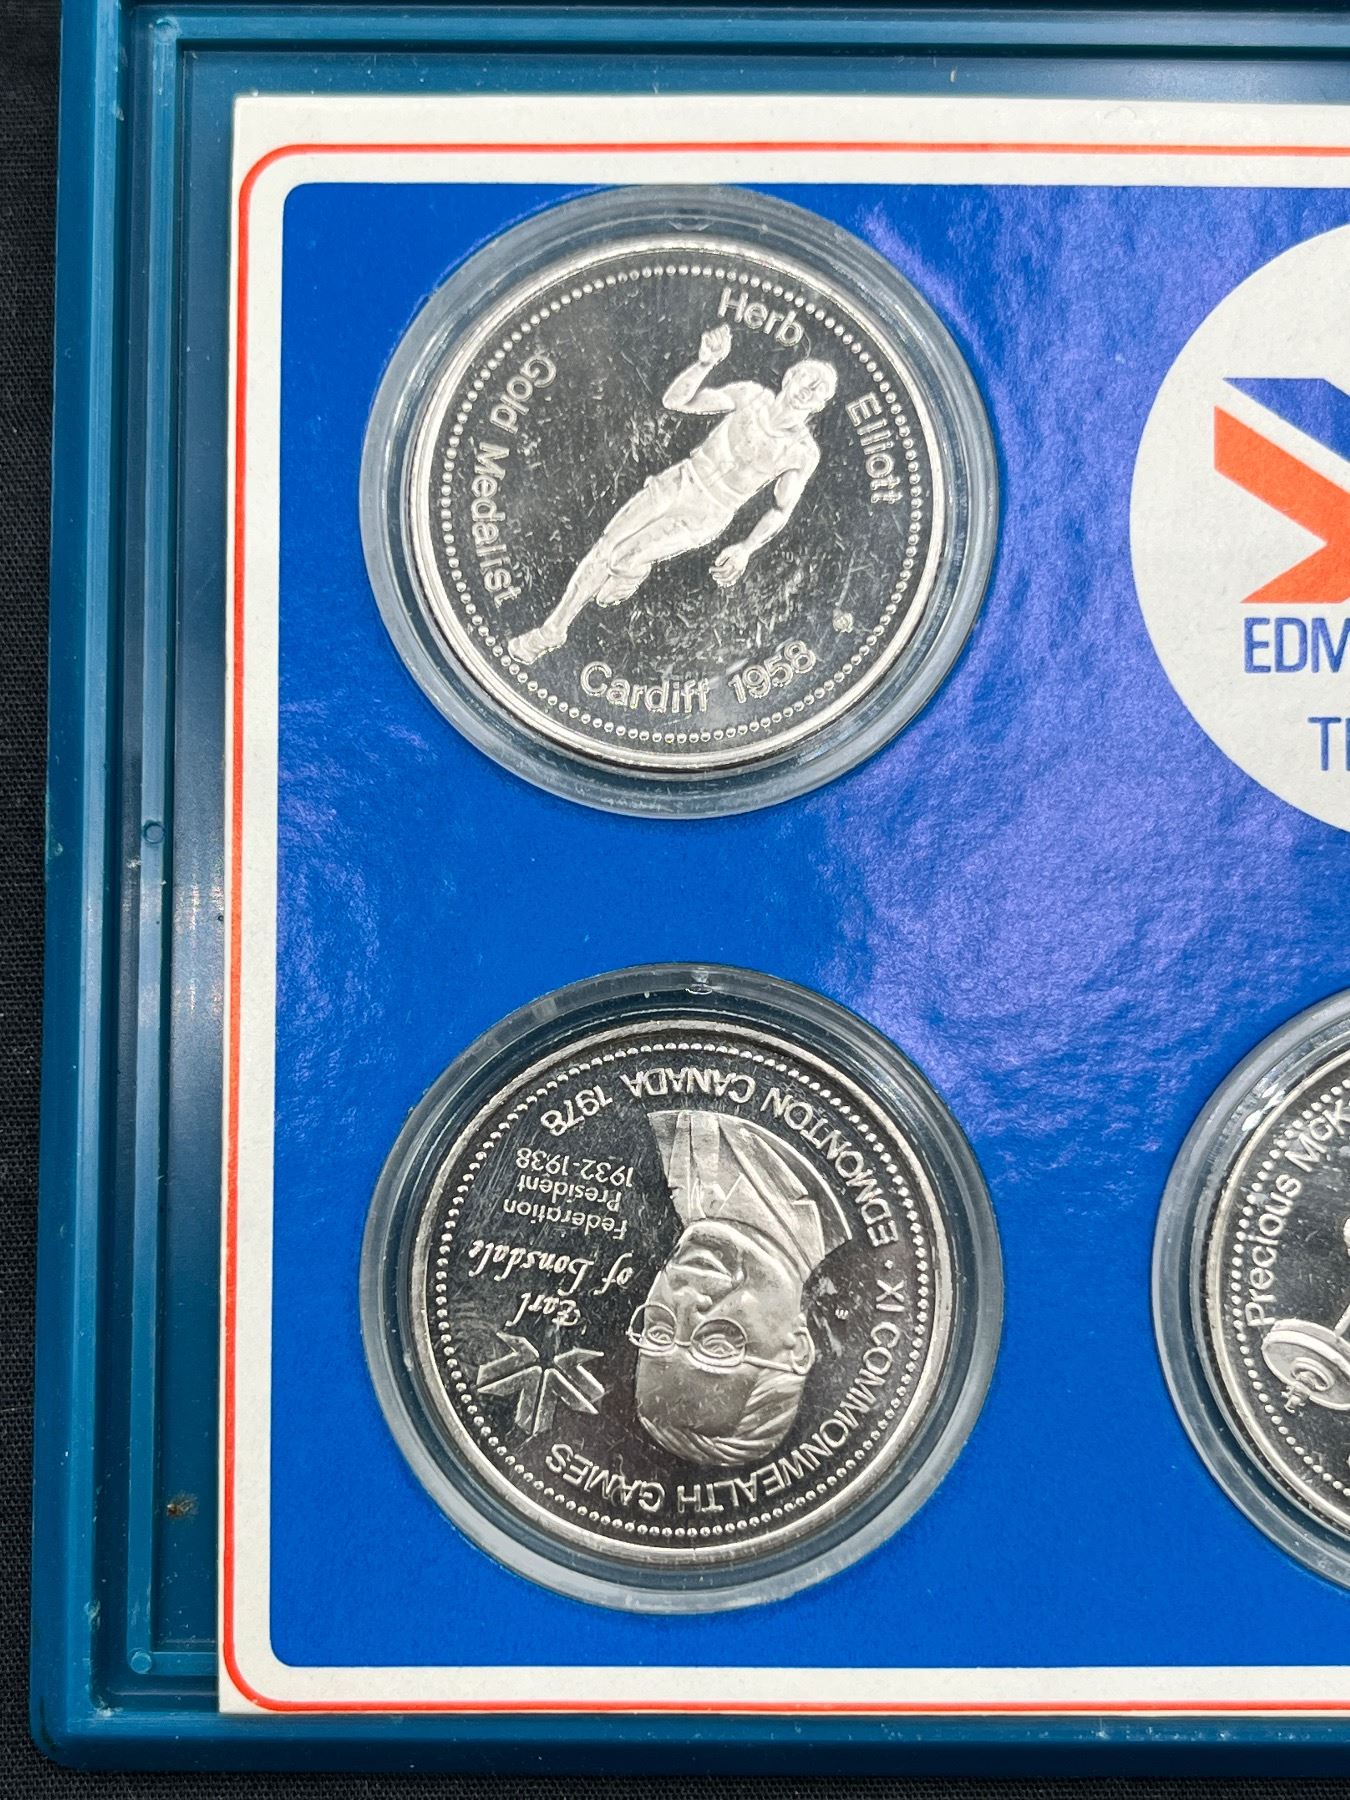 Herb Elliott
Gold Medalist
Cardiff 1958
EDM
XI COMMONWEALTH GAMES
· EDMONTON CANADA 1978
Earl
of Lonsdale
Federation
President
1932-1938
Precious McK